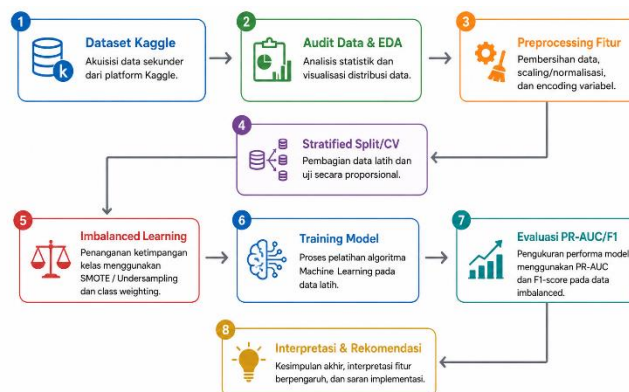 1
Dataset Kaggle
Akuisisi data sekunder
dari platform Kaggle.
k
2
Audit Data & EDA
Analisis statistik dan
visualisasi distribusi data.
3
Preprocessing Fitur
Pembersihan data,
scaling/normalisasi,
dan encoding variabel.
4
Stratified Split/CV
Pembagian data latih dan
uji secara proporsional.
5
Imbalanced Learning
Penanganan ketimpangan
kelas menggunakan
SMOTE / Undersampling
dan class weighting.
6
Training Model
Proses pelatihan algoritma
Machine Learning pada
data latih.
7
Evaluasi PR-AUC/F1
Pengukuran performa model
menggunakan PR-AUC
dan F1-score pada data
imbalanced.
8
Interpretasi & Rekomendasi
Kesimpulan akhir, interpretasi fitur
berpengaruh, dan saran implementasi.